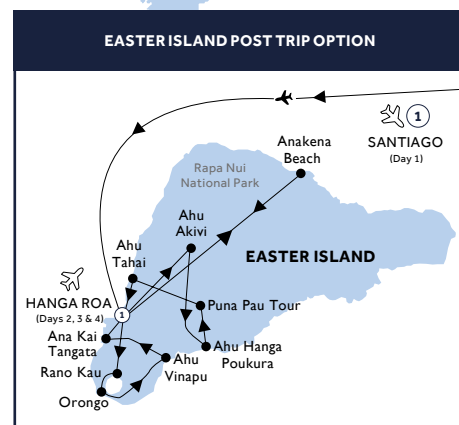 EASTER ISLAND POST TRIP OPTION
1
SANTIAGO
(Day 1)
Anakena
Beach
Rapa Nui
National Park
Ahu
Akivi
EASTER ISLAND
Ahu
Tahai
HANGA ROA
(Days 2, 3 & 4)
1
Puna Pau Tour
Ana Kai
Tangata
Ahu Hanga
Poukura
Ahu
Vinapu
Rano Kau
Orongo